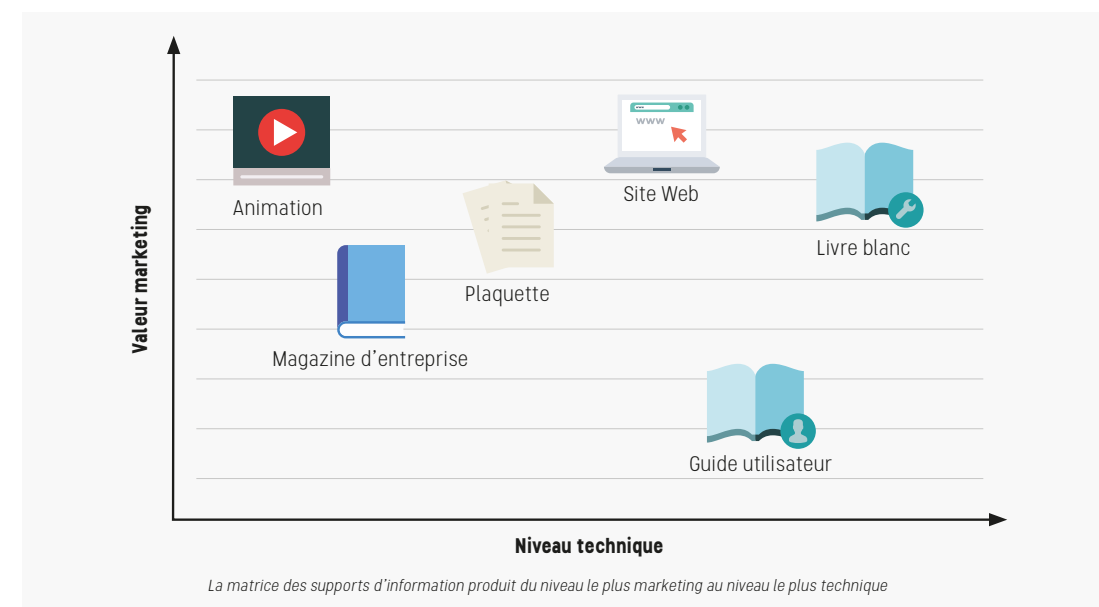 www
Animation
Site Web
Livre blanc
Plaquette
Magazine d'entreprise
Guide utilisateur
Valeur marketing
Niveau technique
La matrice des supports d'information produit du niveau le plus marketing au niveau le plus technique